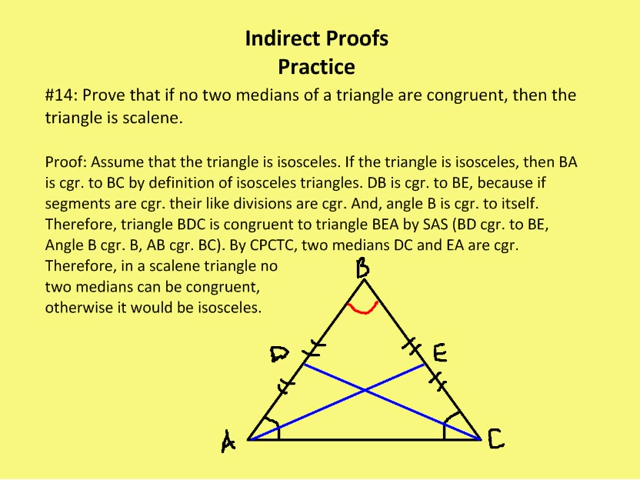 Indirect Proofs
Practice
#14: Prove that if no two medians of a triangle are congruent, then the
triangle is scalene.
Proof: Assume that the triangle is isosceles. If the triangle is isosceles, then BA
is cgr. to BC by definition of isosceles triangles. DB is cgr. to BE, because if
segments are cgr. their like divisions are cgr. And, angle B is cgr. to itself.
Therefore, triangle BDC is congruent to triangle BEA by SAS (BD cgr. to BE,
Angle B cgr. B, AB cgr. BC). By CPCTC, two medians DC and EA are cgr.
Therefore, in a scalene triangle no
two medians can be congruent,
otherwise it would be isosceles.
B
D
E
A
C